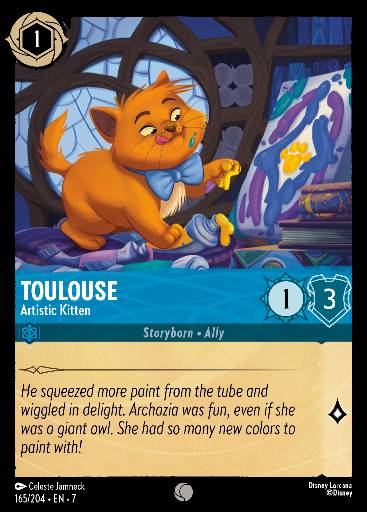 1
TOULOUSE
Artistic Kitten
1
3
Storyborn • Ally
He squeezed more paint from the tube and
wiggled in delight. Archazia was fun, even if she
was a giant owl. She had so many new colors to
paint with!
Celeste Jamneck
Disney Lorcana
165/204 • EN • 7
©Disney